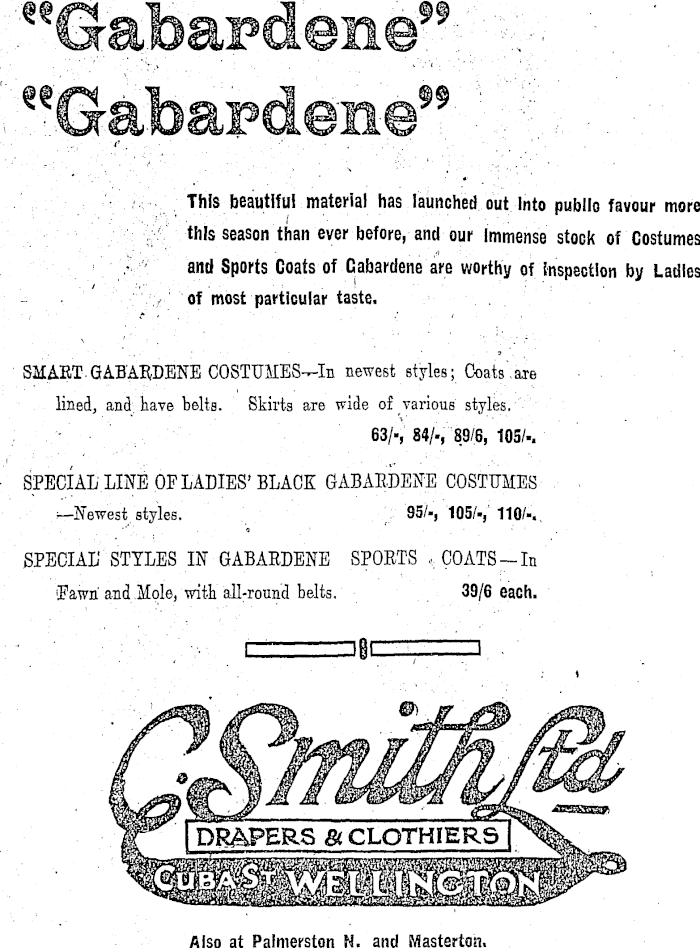 “Gabardene”
“Gabardene”
This beautiful material has launched out into public favour more
this season than ever before, and our immense stock of Costumes
and Sports Coats of Gabardene are worthy of inspection by Ladies
of most particular taste.
SMART GABARDENE COSTUMES—In newest styles; Coats are
lined, and have belts. Skirts are wide of various styles.
63/-, 84/-, 89/6, 105/-.
SPECIAL LINE OF LADIES’ BLACK GABARDENE COSTUMES
—Newest styles. 95/-, 105/-, 110/-.
SPECIAL STYLES IN GABARDENE SPORTS COATS—In
Fawn and Mole, with all-round belts. 39/6 each.
C. Smith Ltd
DRAPERS & CLOTHIERS
CUBA ST WELLINGTON
Also at Palmerston N. and Masterton.